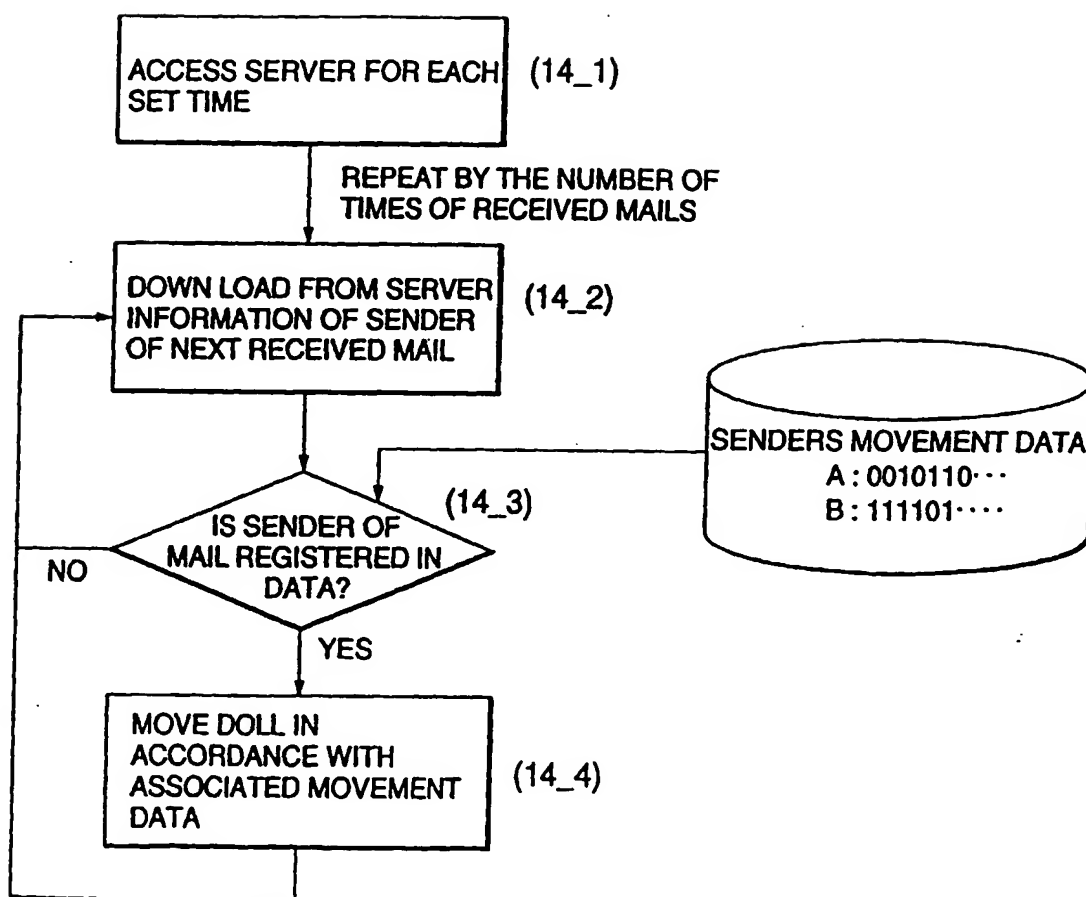 ACCESS SERVER FOR EACH
SET TIME
(14_1)
REPEAT BY THE NUMBER OF
TIMES OF RECEIVED MAILS
DOWN LOAD FROM SERVER
INFORMATION OF SENDER
OF NEXT RECEIVED MAIL
(14_2)
SENDERS MOVEMENT DATA
A : 0010110···
B : 111101····
(14_3)
IS SENDER OF
MAIL REGISTERED IN
DATA?
NO
YES
MOVE DOLL IN
ACCORDANCE WITH
ASSOCIATED MOVEMENT
DATA
(14_4)